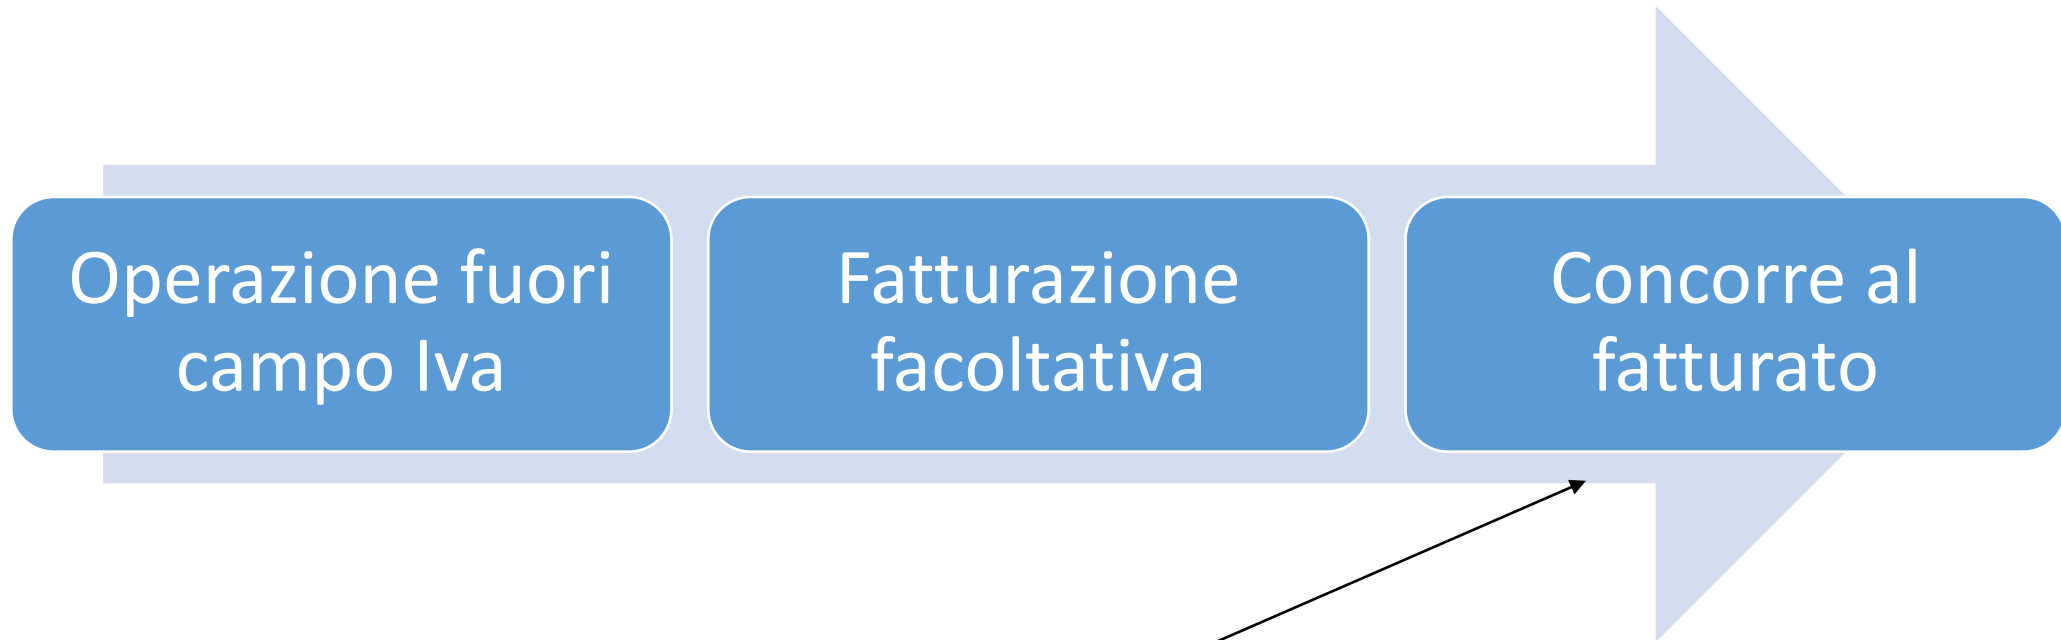 Operazione fuori
campo Iva
Fatturazione
facoltativa
Concorre al
fatturato